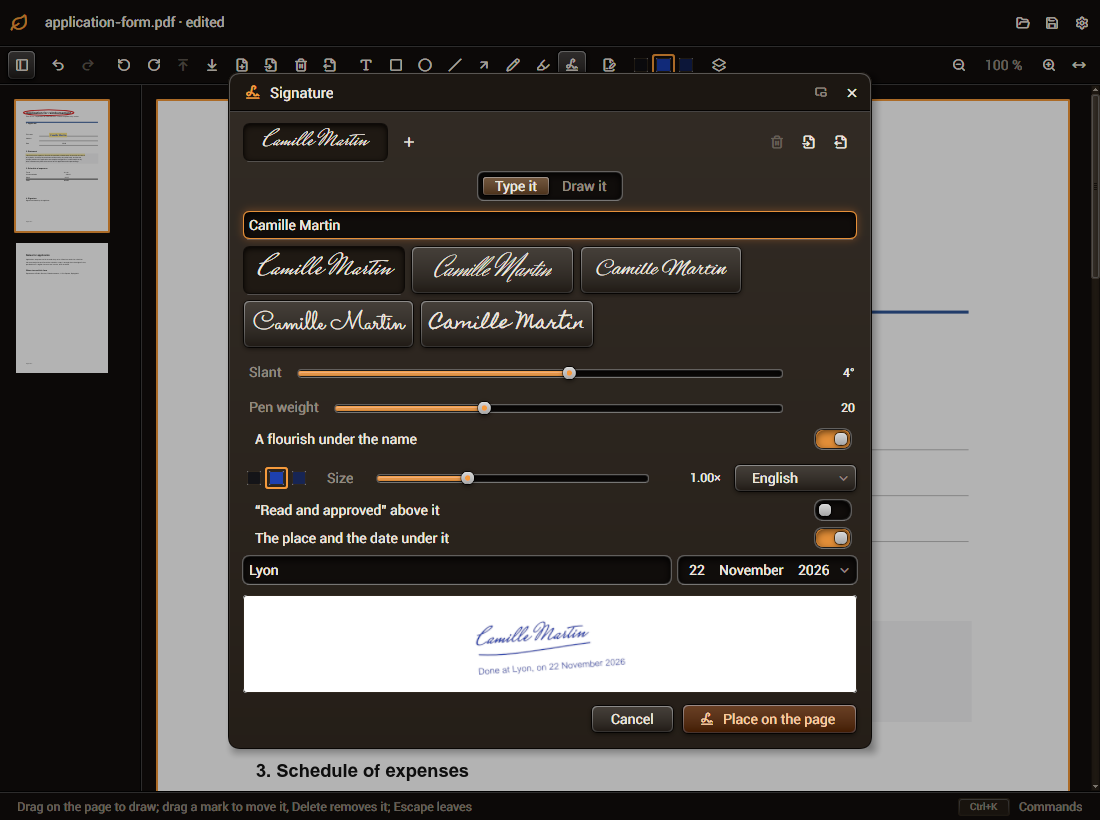 application-form.pdf · edited
100 %
Signature
Camille Martin
Type it
Draw it
Camille Martin
Camille Martin
Camille Martin
Camille Martin
Camille Martin
Camille Martin
Slant
4°
Pen weight
20
A flourish under the name
Size
1.00×
English
“Read and approved” above it
The place and the date under it
Lyon
22 November 2026
Camille Martin
Done at Lyon, on 22 November 2026
Cancel
Place on the page
3. Schedule of expenses
Drag on the page to draw; drag a mark to move it, Delete removes it; Escape leaves
Ctrl+K
Commands